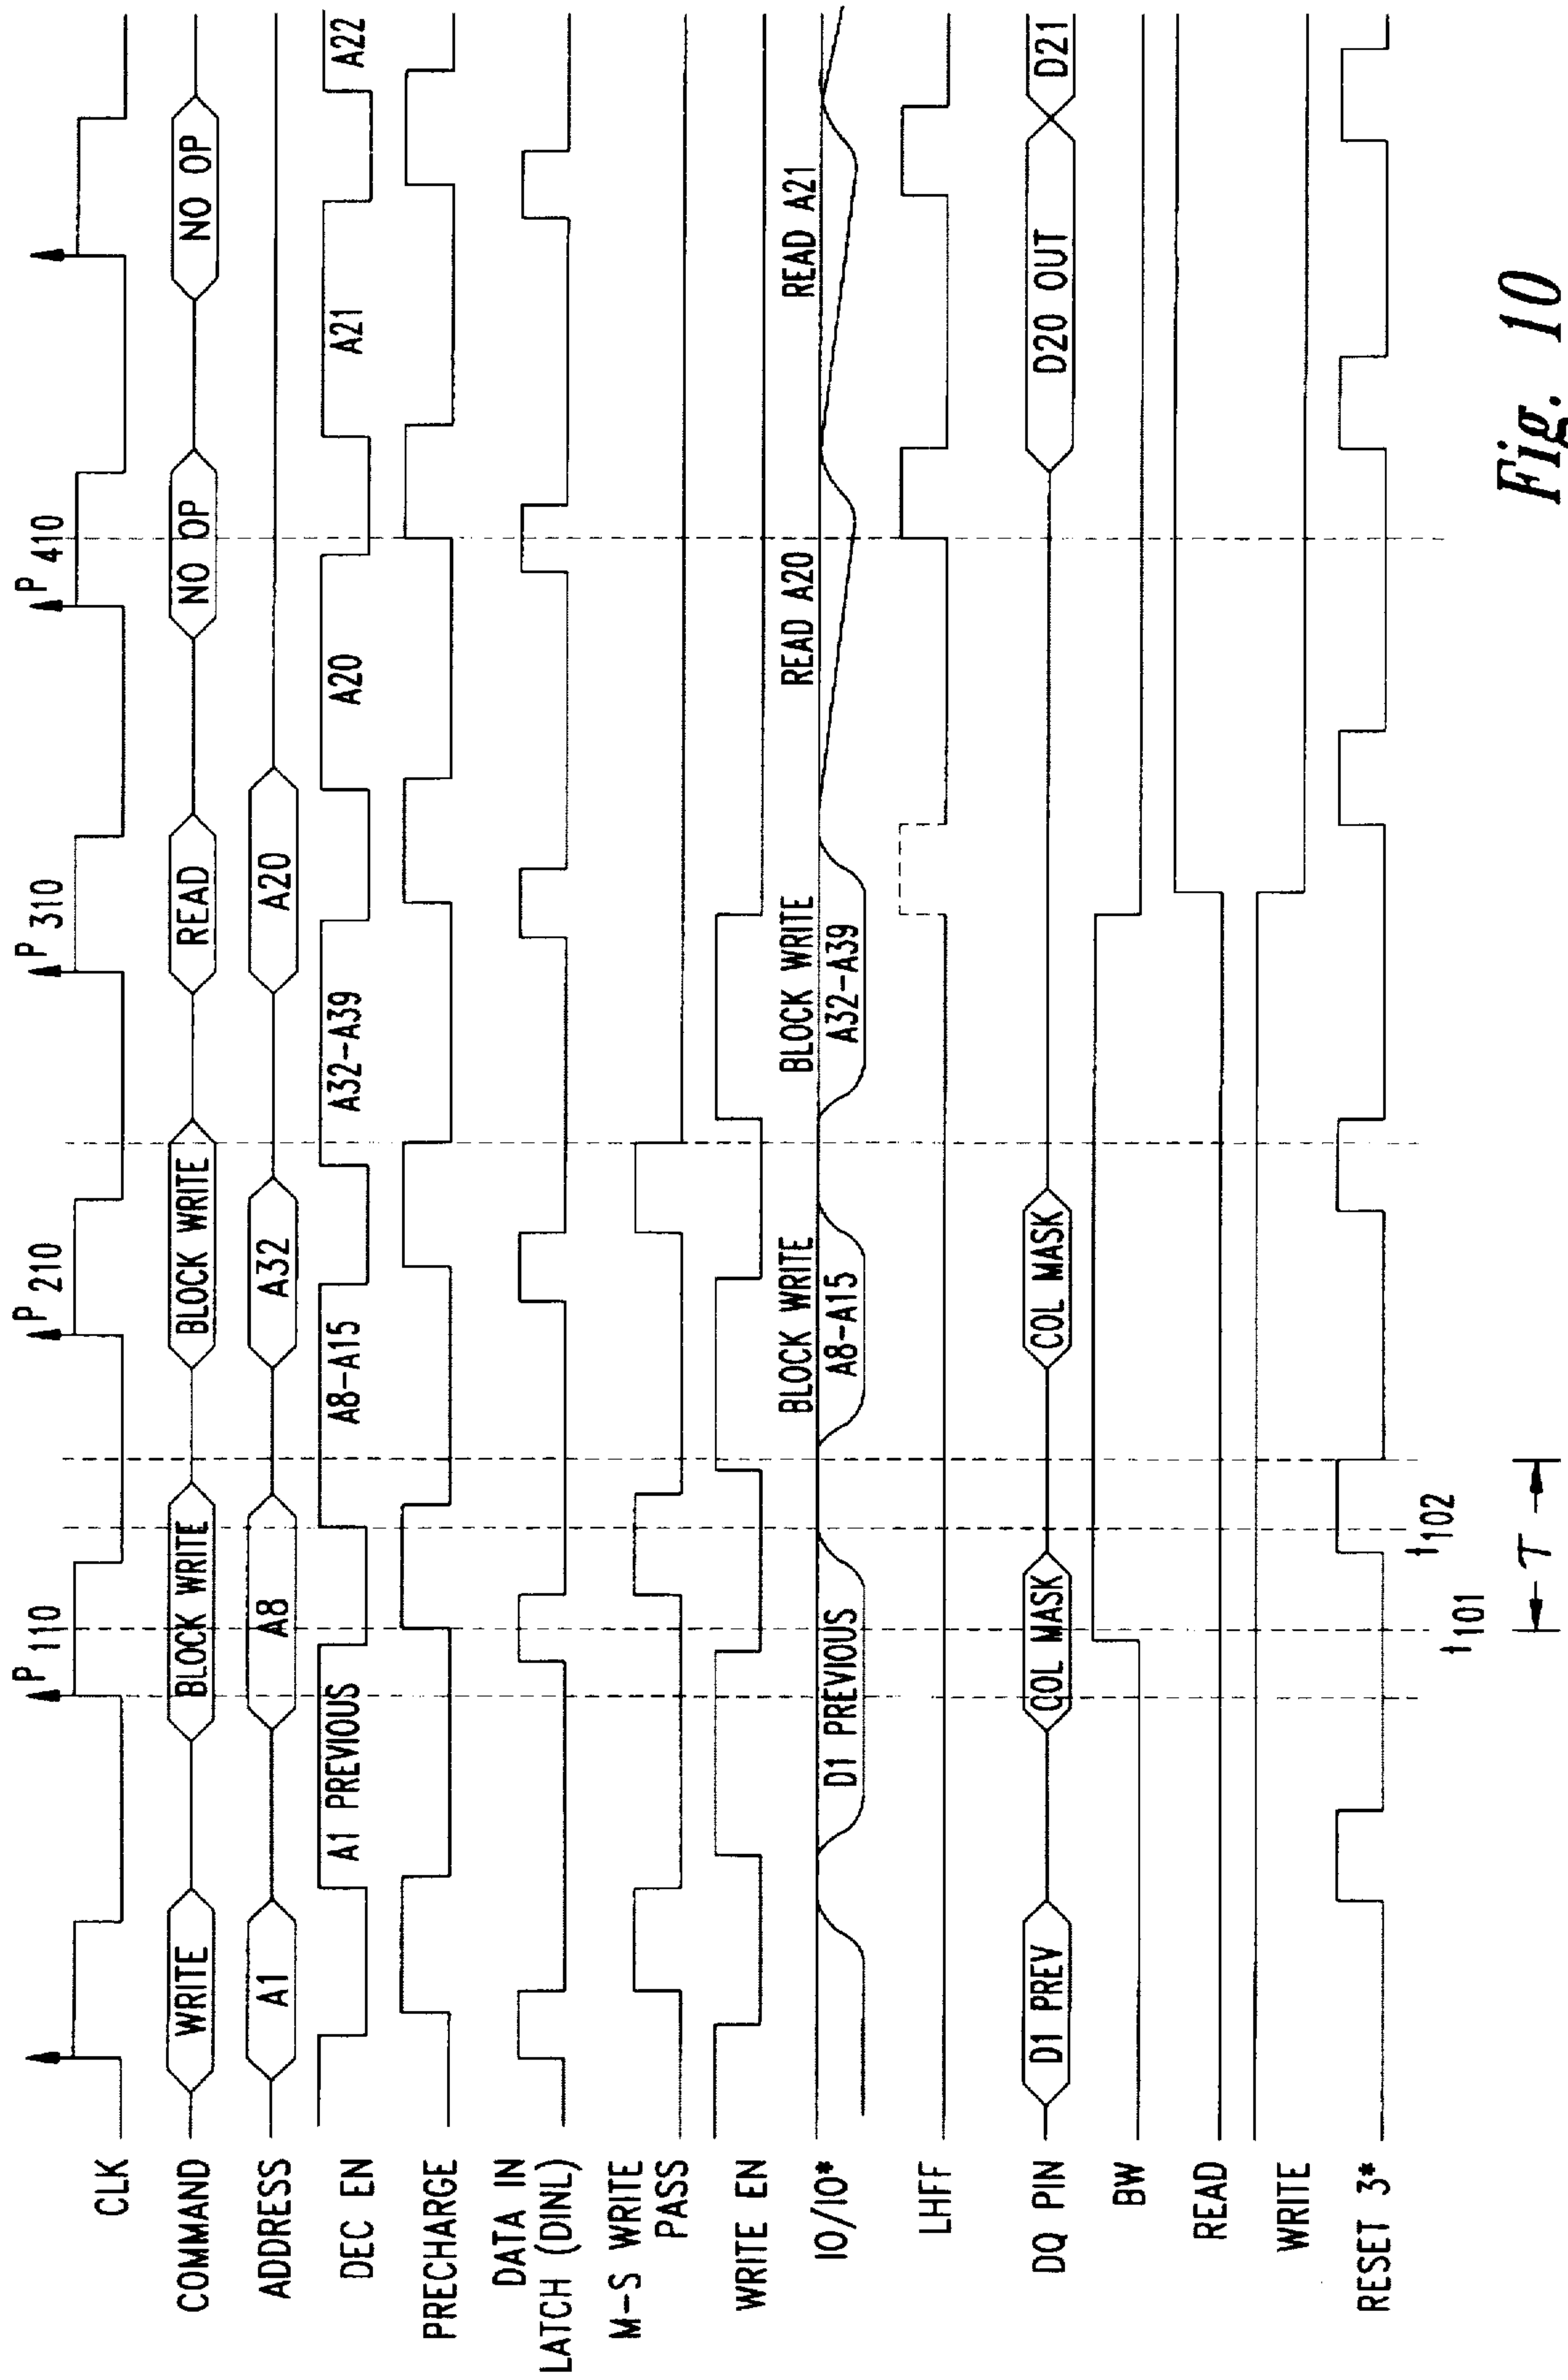 P 110 P 210 P 310 P 410
CLK
COMMAND WRITE BLOCK WRITE BLOCK WRITE READ NO OP NO OP
ADDRESS A1 A8 A32 A20
DEC EN A1 PREVIOUS A8-A15 A32-A39 A20 A21 A22
PRECHARGE
DATA IN
LATCH (DINL)
M-S WRITE
PASS
WRITE EN
BLOCK WRITE BLOCK WRITE READ A20 READ A21
IO/IO* D1 PREVIOUS A8-A15 A32-A39
LHFF
DQ PIN D1 PREV COL MASK COL MASK D20 OUT D21
BW
READ
WRITE
RESET 3*
t101 t102
T
Fig. 10